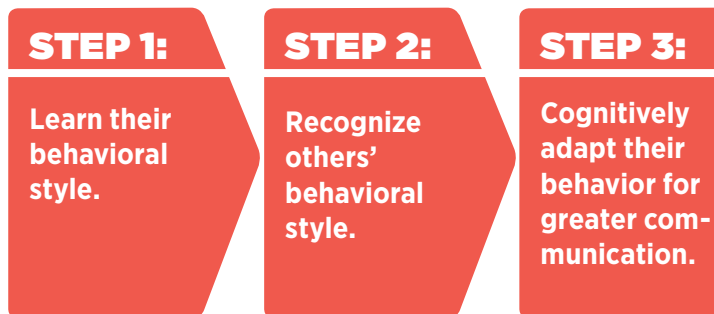 STEP 1:
Learn their
behavioral
style.
STEP 2:
Recognize
others’
behavioral
style.
STEP 3:
Cognitively
adapt their
behavior for
greater com-
munication.